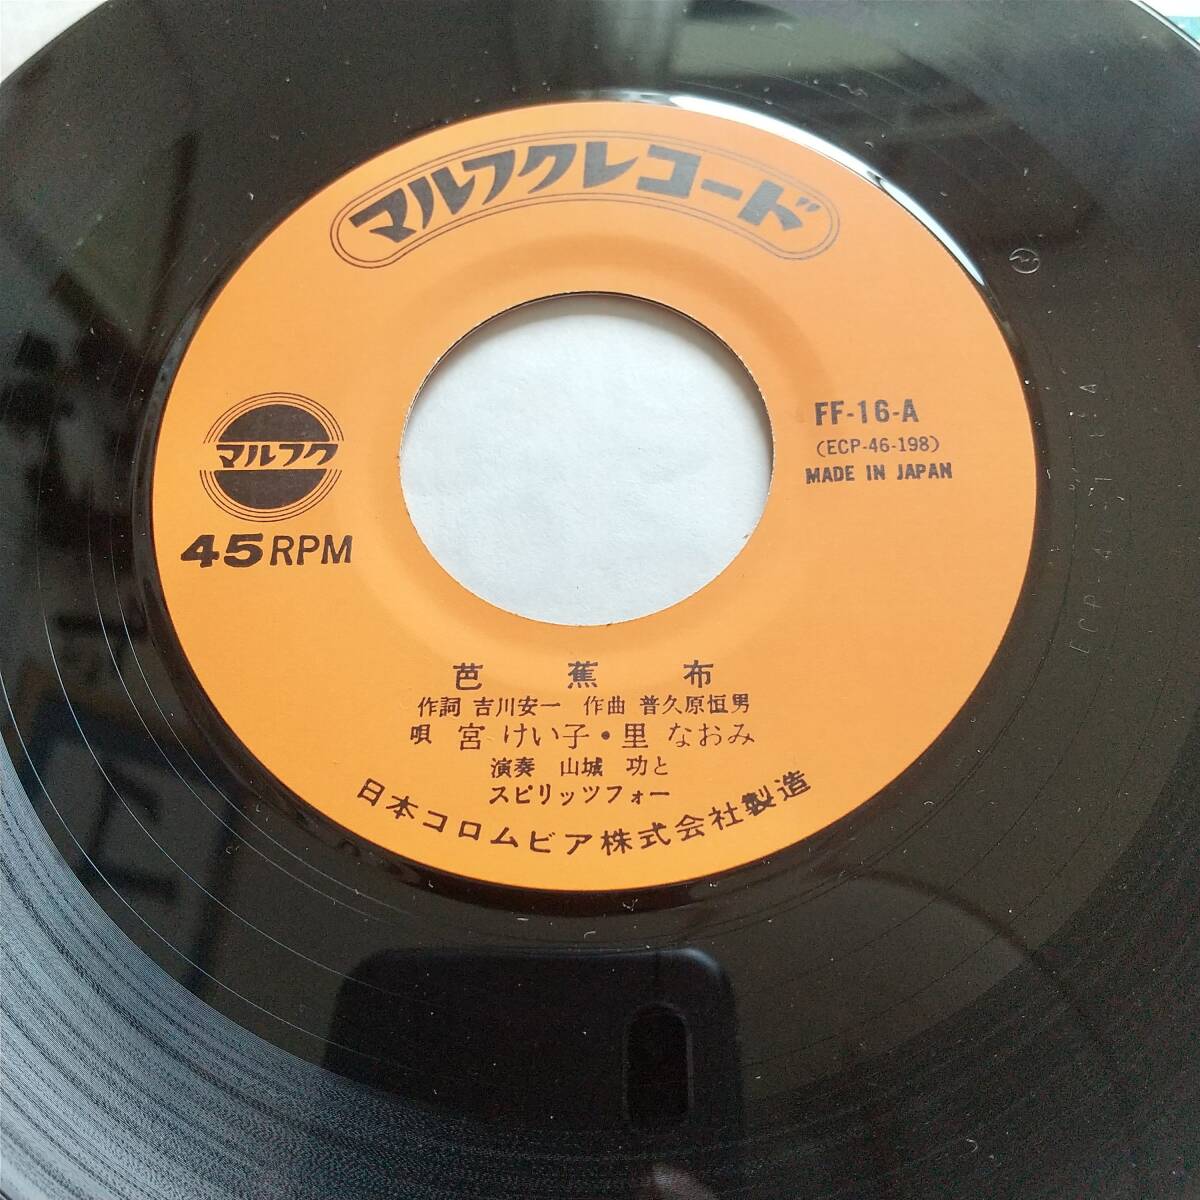 マルフクレコード
マルフク
45RPM
FF-16-A
(ECP-46-198)
MADE IN JAPAN
芭蕉布
作詞 吉川安一 作曲 普久原恒男
唄 宮 けい子・里 なおみ
演奏 山城 功と
スピリッツフォー
日本コロムビア株式会社製造